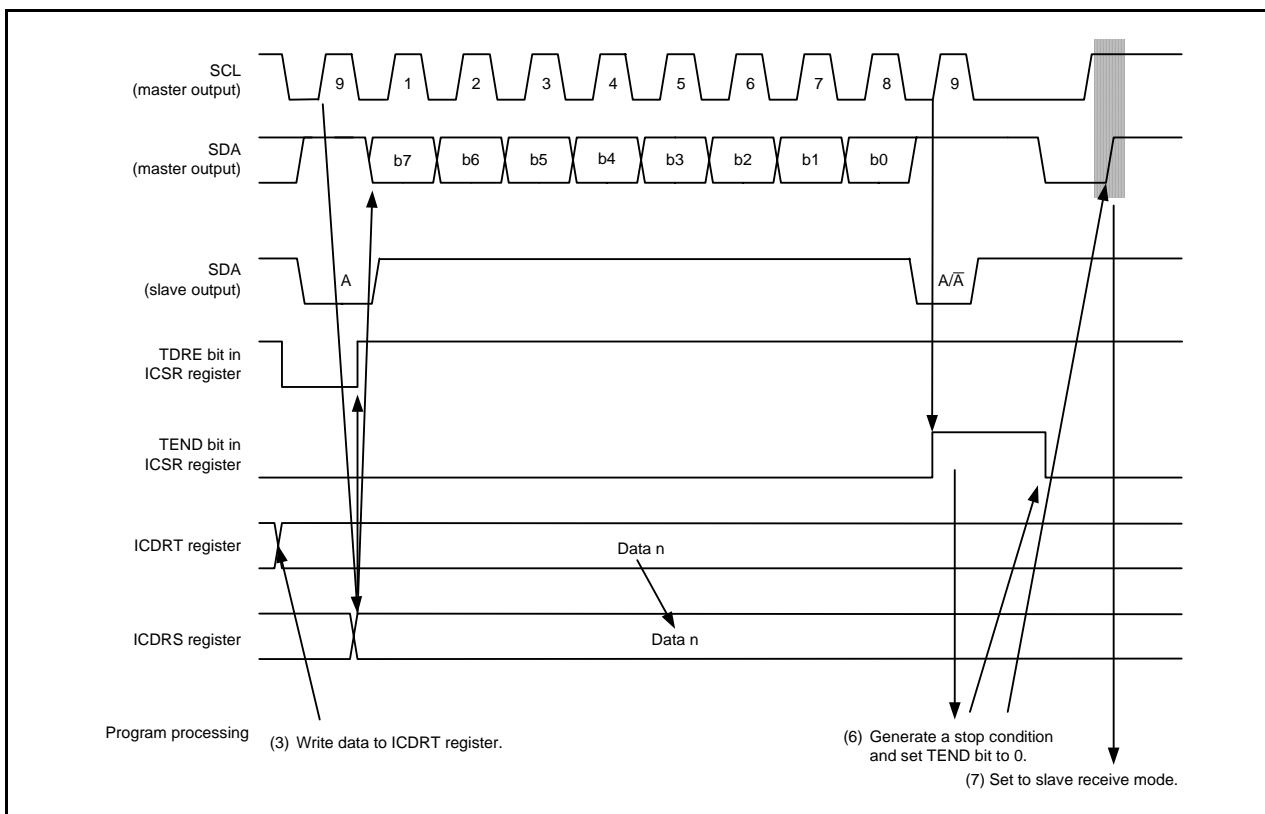 SCL
(master output)
9 1 2 3 4 5 6 7 8 9
SDA
(master output)
b7 b6 b5 b4 b3 b2 b1 b0
SDA
(slave output)
A A/A̅
TDRE bit in
ICSR register
TEND bit in
ICSR register
ICDRT register
Data n
ICDRS register
Data n
Program processing
(3) Write data to ICDRT register.
(6) Generate a stop condition
and set TEND bit to 0.
(7) Set to slave receive mode.